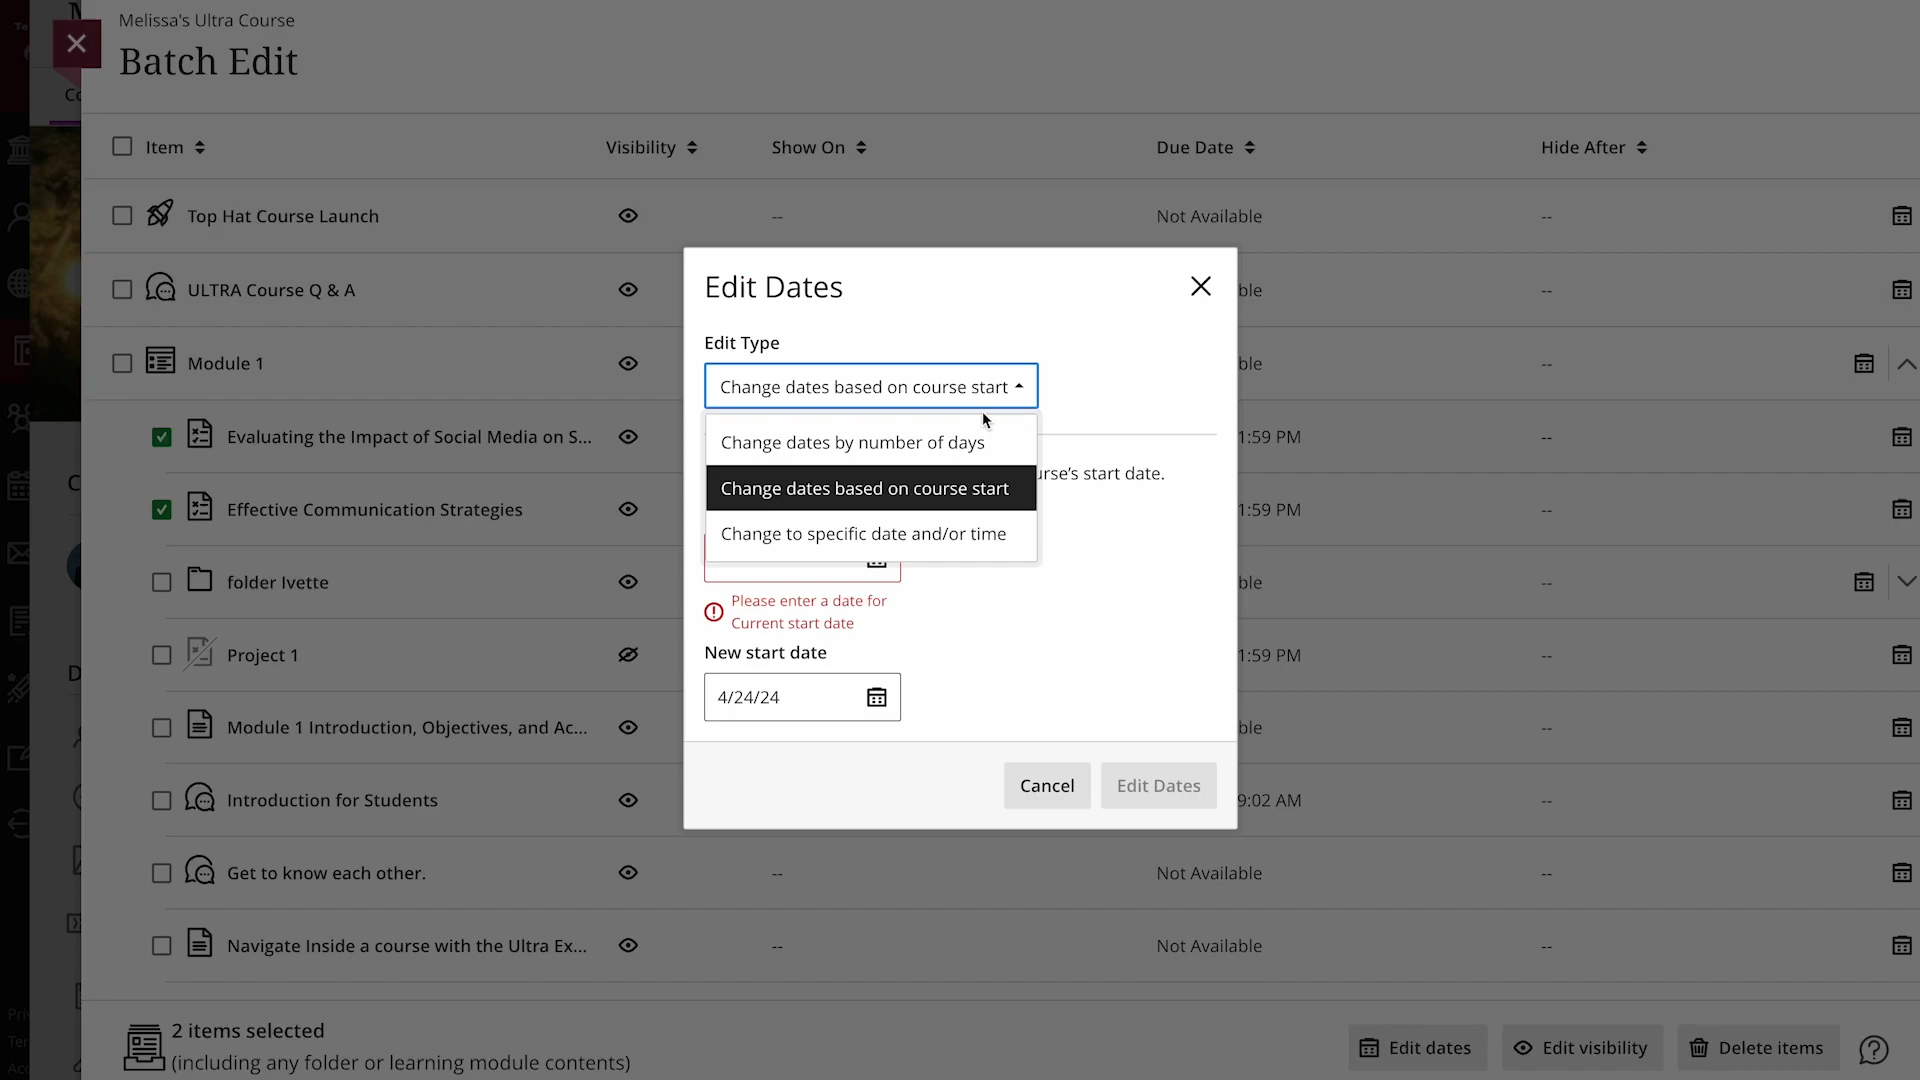 Melissa's Ultra Course
Batch Edit
Item
Visibility
Show On
Due Date
Hide After
Top Hat Course Launch
--
Not Available
--
ULTRA Course Q & A
ble
--
Module 1
ble
--
Evaluating the Impact of Social Media on S...
1:59 PM
--
Effective Communication Strategies
1:59 PM
--
folder Ivette
ble
--
Project 1
1:59 PM
--
Module 1 Introduction, Objectives, and Ac...
ble
--
Introduction for Students
9:02 AM
--
Get to know each other.
--
Not Available
--
Navigate Inside a course with the Ultra Ex...
--
Not Available
--
Edit Dates
Edit Type
Change dates based on course start
Change dates by number of days
Change dates based on course start
Change to specific date and/or time
urse's start date.
Please enter a date for
Current start date
New start date
4/24/24
Cancel
Edit Dates
2 items selected
(including any folder or learning module contents)
Edit dates
Edit visibility
Delete items